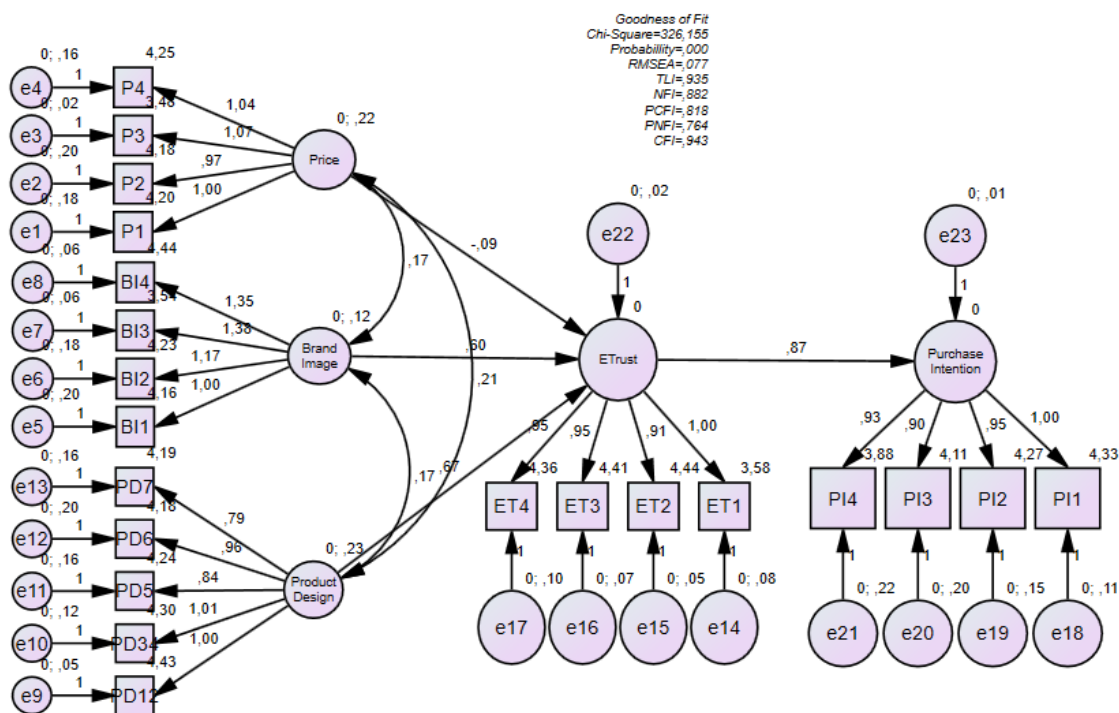 Goodness of Fit
Chi-Square=326,155
Probabillity=,000
RMSEA=,077
TLI=,935
NFI=,882
PCFI=,818
PNFI=,764
CFI=,943
0; ,16
4,25
e4
1
P4
0; ,02
3,48
e3
1
P3
0; ,20
4,18
e2
1
P2
0; ,18
4,20
e1
1
P1
1,04
1,07
,97
1,00
0; ,22
Price
0; ,06
4,44
e8
1
BI4
0; ,06
3,54
e7
1
BI3
0; ,18
4,23
e6
1
BI2
0; ,20
4,16
e5
1
BI1
1,35
1,38
1,17
1,00
0; ,12
Brand
Image
0; ,16
4,19
e13
1
PD7
0; ,20
4,18
e12
1
PD6
0; ,16
4,24
e11
1
PD5
0; ,12
4,30
e10
1
PD34
0; ,05
4,43
e9
1
PD12
,79
,96
,84
1,01
1,00
0; ,23
Product
Design
,17
,21
,17
-,09
,60
,67
0; ,02
e22
1
0
ETrust
,87
0; ,01
e23
1
0
Purchase
Intention
,95
,95
,91
1,00
4,36
4,41
4,44
3,58
ET4
ET3
ET2
ET1
1
1
1
1
0; ,10
0; ,07
0; ,05
0; ,08
e17
e16
e15
e14
,93
,90
,95
1,00
3,88
4,11
4,27
4,33
PI4
PI3
PI2
PI1
1
1
1
1
0; ,22
0; ,20
0; ,15
0; ,11
e21
e20
e19
e18